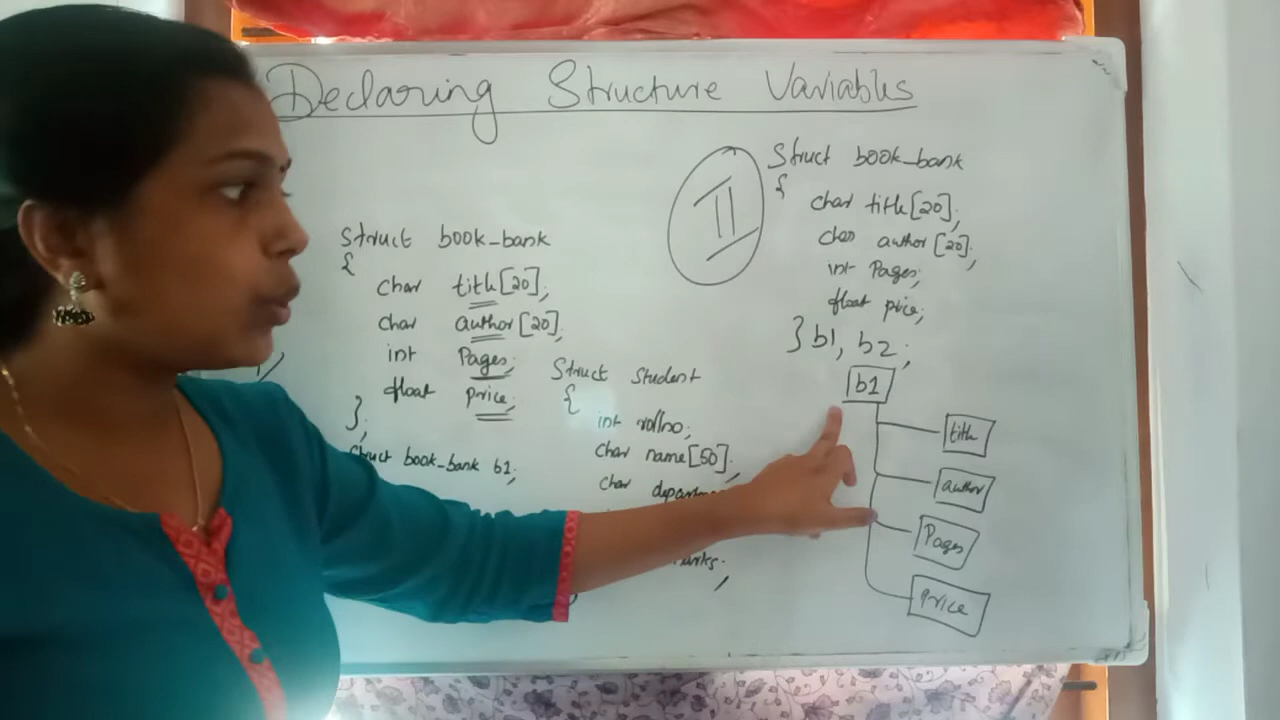 Declaring Structure Variables
Struct book_bank
{
char title[20];
char author[20];
int Pages;
float price;
};
Struct book_bank b1;
Struct Student
{
int rollno;
char name[50];
char
II
Struct book_bank
{
char title[20];
char author[20];
int Pages;
float price;
} b1, b2;
b1
title
author
Pages
Price